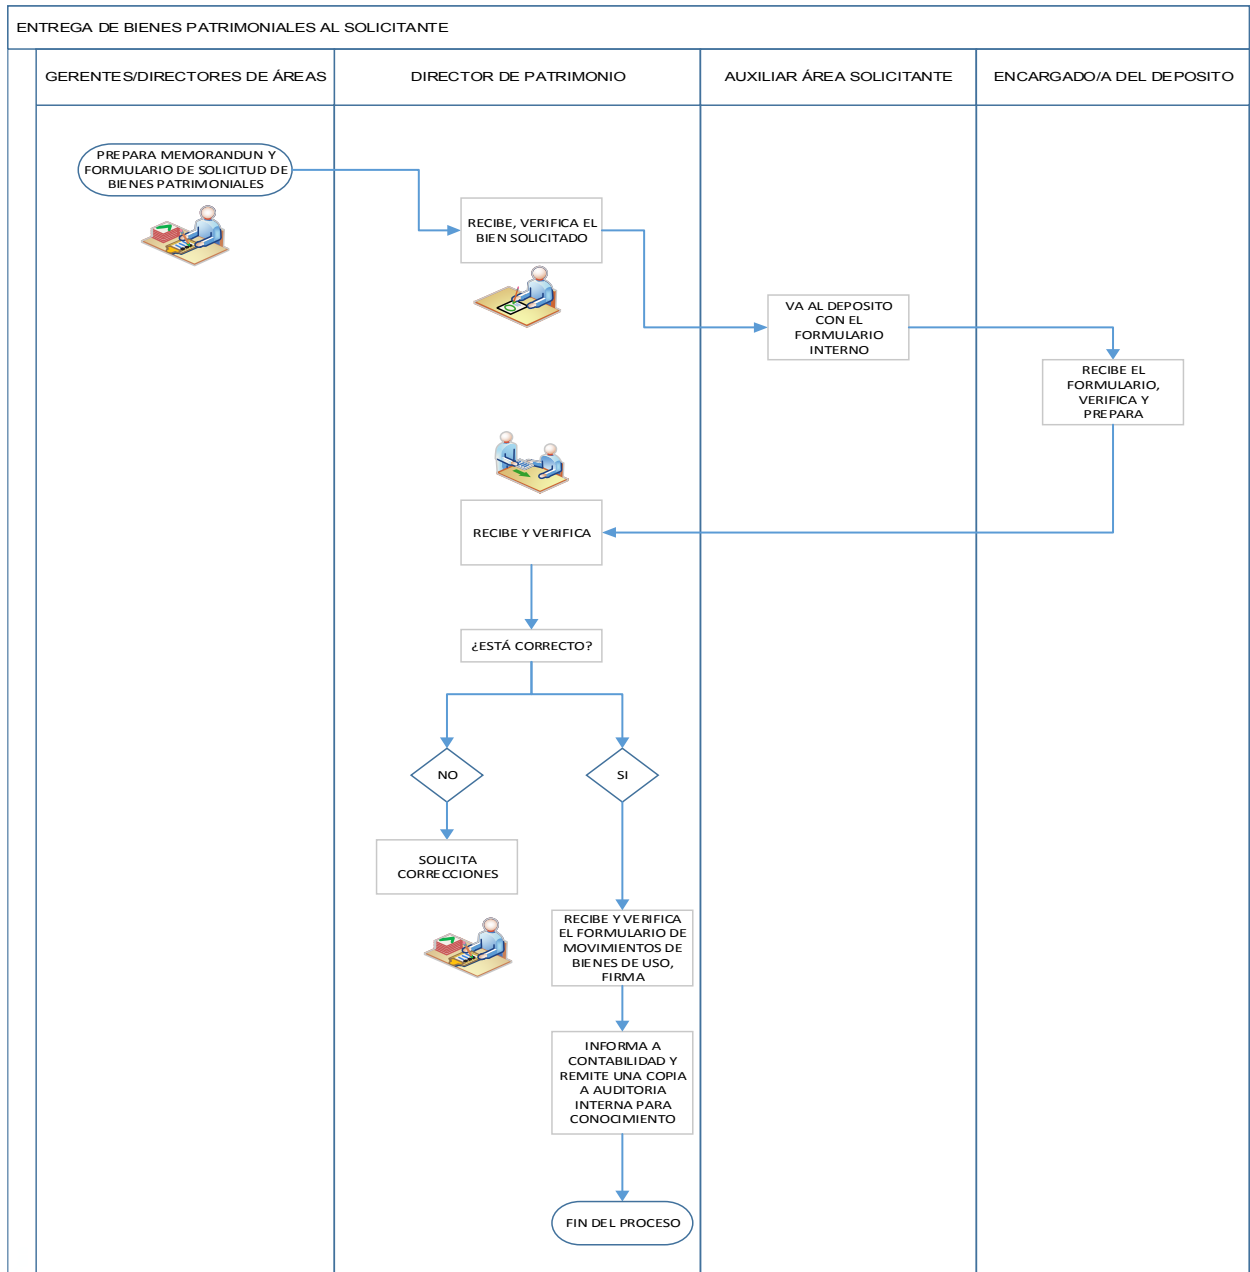 ENTREGA DE BIENES PATRIMONIALES AL SOLICITANTE
GERENTES/DIRECTORES DE ÁREAS
DIRECTOR DE PATRIMONIO
AUXILIAR ÁREA SOLICITANTE
ENCARGADO/A DEL DEPOSITO
PREPARA MEMORANDUN Y
FORMULARIO DE SOLICITUD DE
BIENES PATRIMONIALES
RECIBE, VERIFICA EL
BIEN SOLICITADO
VA AL DEPOSITO
CON EL
FORMULARIO
INTERNO
RECIBE EL
FORMULARIO,
VERIFICA Y
PREPARA
RECIBE Y VERIFICA
¿ESTÁ CORRECTO?
NO
SI
SOLICITA
CORRECCIONES
RECIBE Y VERIFICA
EL FORMULARIO DE
MOVIMIENTOS DE
BIENES DE USO,
FIRMA
INFORMA A
CONTABILIDAD Y
REMITE UNA COPIA
A AUDITORIA
INTERNA PARA
CONOCIMIENTO
FIN DEL PROCESO